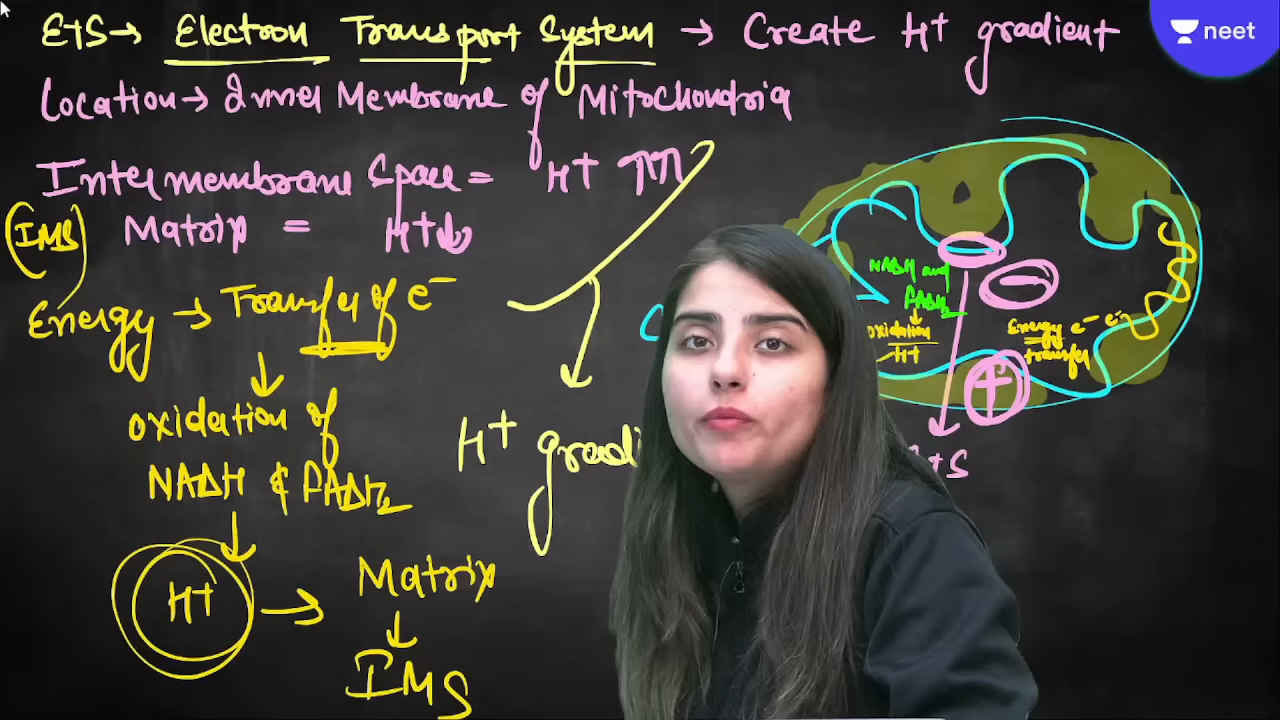 ETS → Electron Transport System → Create H+ gradient
Location → Inner Membrane of Mitochondria
Intermembrane Space = H+ ↑↑↑
(IMS)
Matrix = H+↓
Energy → Transfer of e-
↓
Oxidation of
NADH & FADH2
↓
H+ → Matrix
↓
IMS
H+ gradi
NADH and
FADH2
↓
Oxidation
H+
Energy e- e-
transfer
+
neet